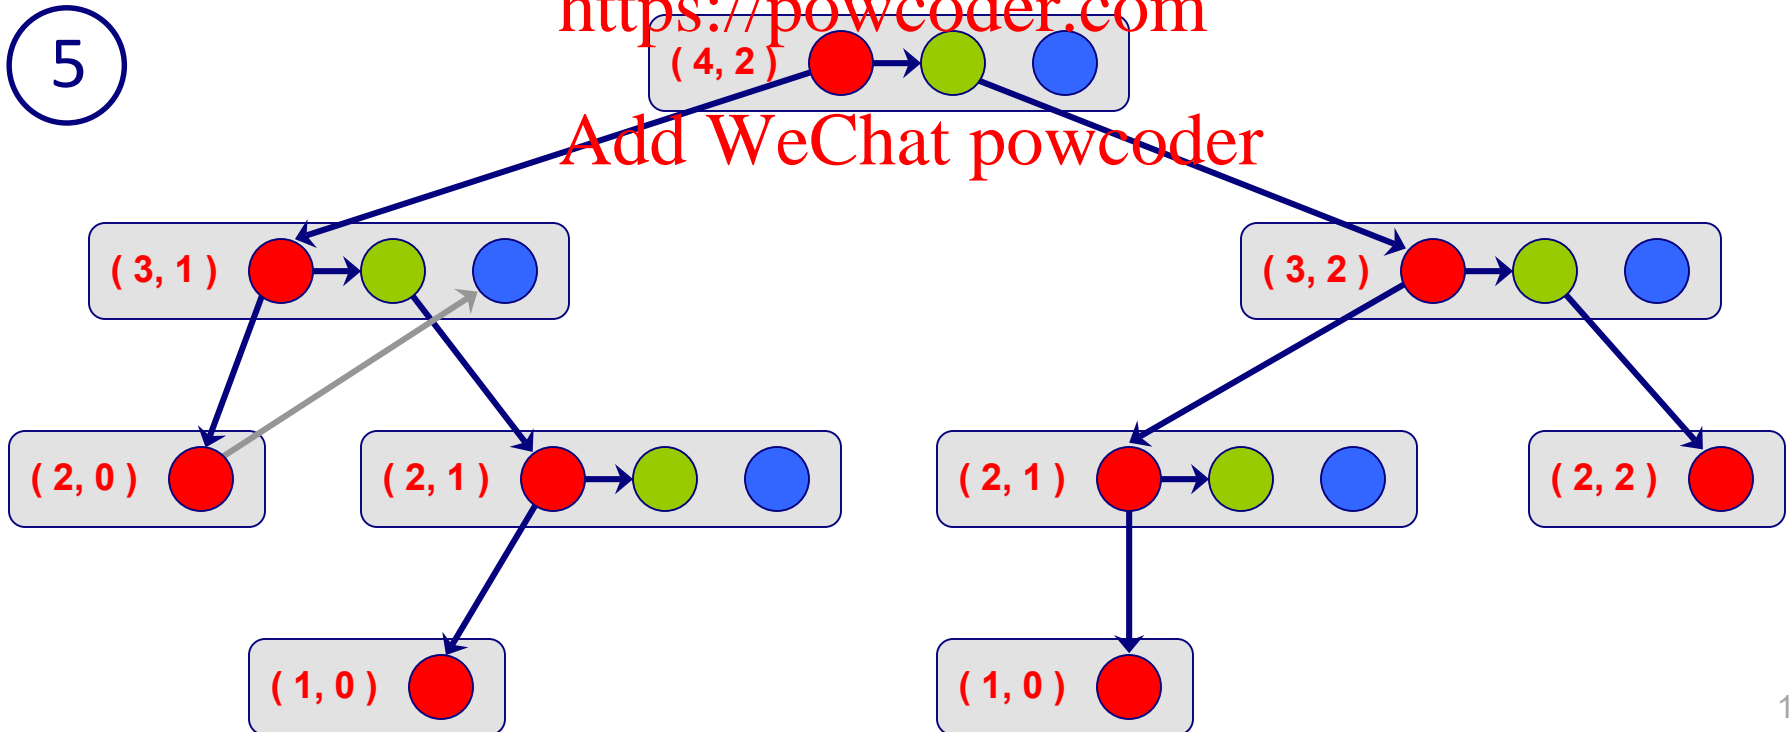 5
https://powcoder.com
( 4, 2 )
Add WeChat powcoder
( 3, 1 )
( 3, 2 )
( 2, 0 )
( 2, 1 )
( 2, 1 )
( 2, 2 )
( 1, 0 )
( 1, 0 )
1